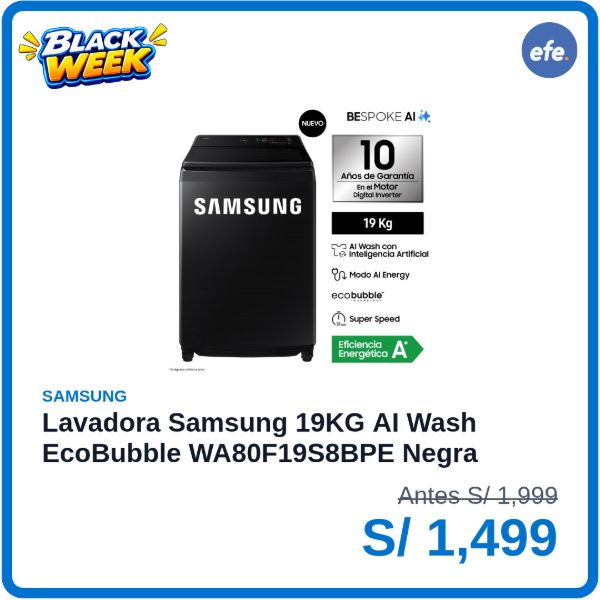 BLACK
WEEK
efe.
NUEVO
BESPOKE AI
10
Años de Garantía
En el Motor
Digital Inverter
SAMSUNG
19 Kg
AI Wash con
Inteligencia Artificial
Modo AI Energy
ecobubble™
Super Speed
Eficiencia
Energética A+
SAMSUNG
Lavadora Samsung 19KG AI Wash
EcoBubble WA80F19S8BPE Negra
Antes S/ 1,999
S/ 1,499